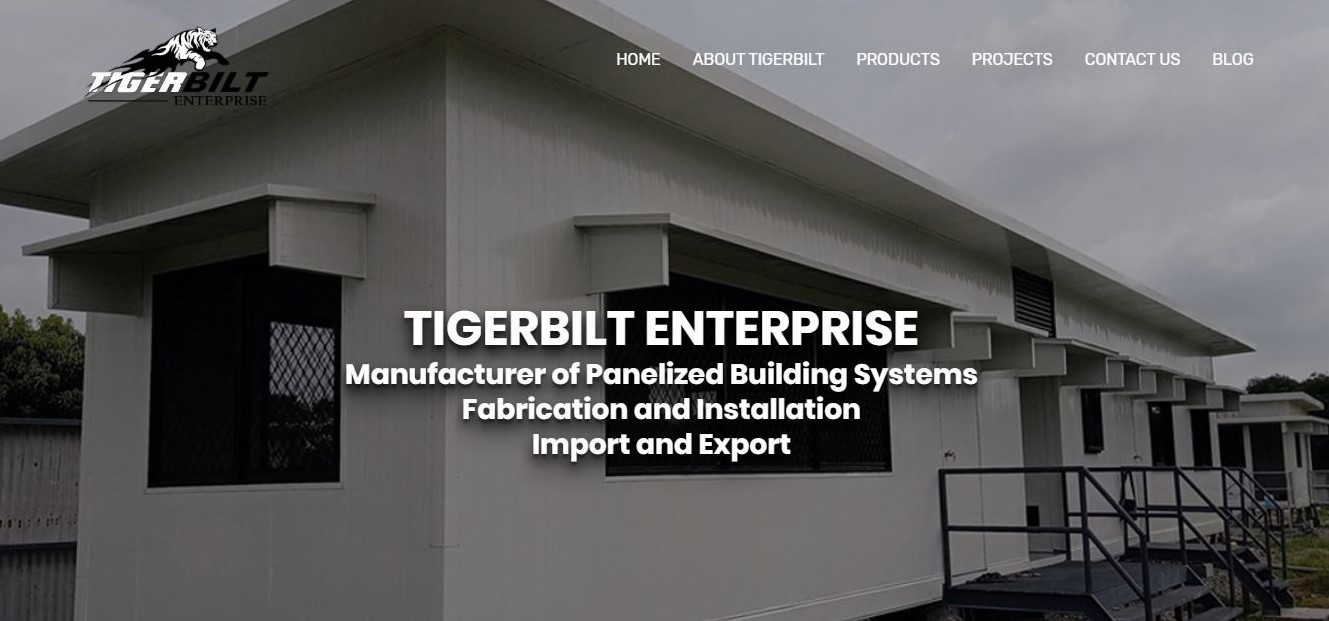 TIGERBILT
ENTERPRISE
HOME ABOUT TIGERBILT PRODUCTS PROJECTS CONTACT US BLOG
TIGERBILT ENTERPRISE
Manufacturer of Panelized Building Systems
Fabrication and Installation
Import and Export